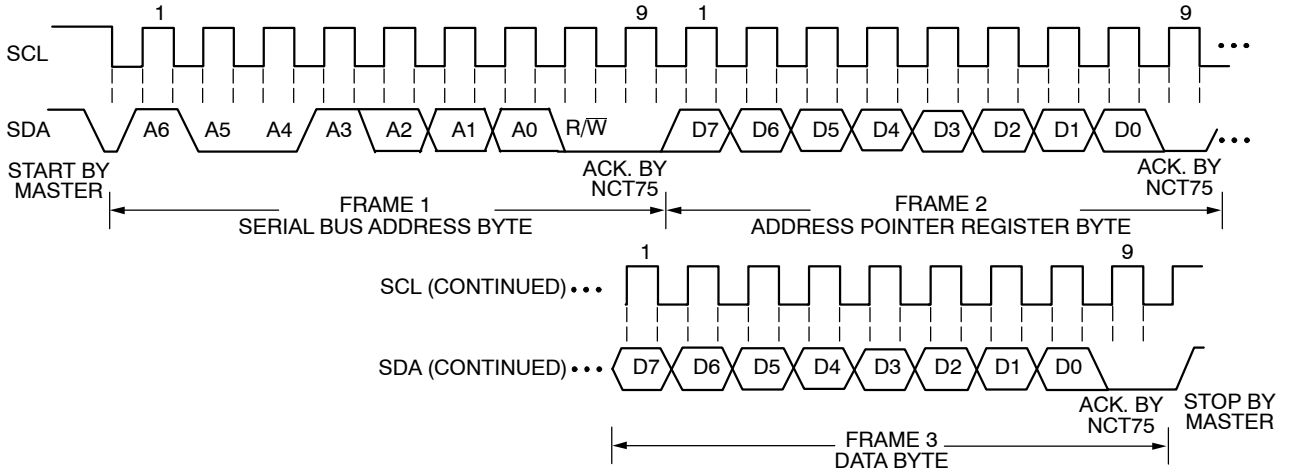 1 9 1 9
SCL •••
SDA A6 A5 A4 A3 A2 A1 A0 R/W̅ D7 D6 D5 D4 D3 D2 D1 D0 •••
START BY
MASTER
ACK. BY
NCT75
ACK. BY
NCT75
FRAME 1
SERIAL BUS ADDRESS BYTE
FRAME 2
ADDRESS POINTER REGISTER BYTE
1 9
SCL (CONTINUED) •••
SDA (CONTINUED) ••• D7 D6 D5 D4 D3 D2 D1 D0
ACK. BY
NCT75
STOP BY
MASTER
FRAME 3
DATA BYTE